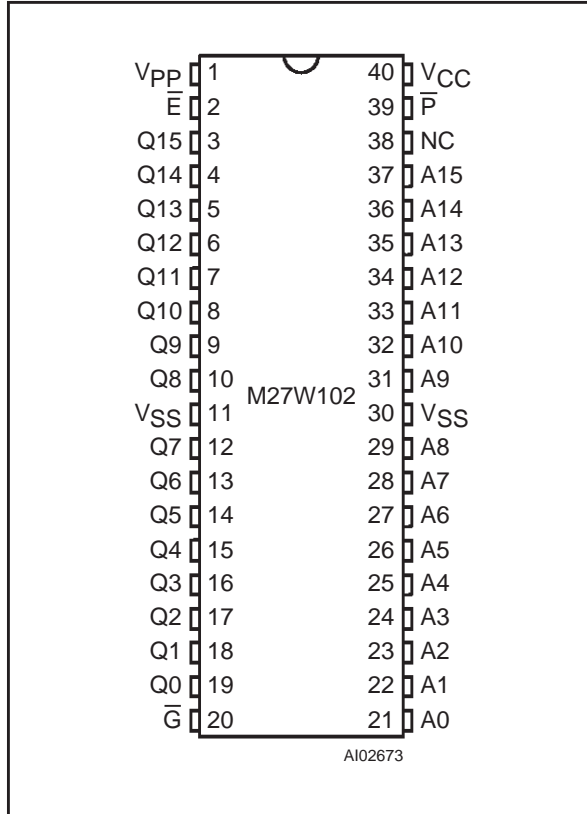 VPP 1 40 VCC
E̅ 2 39 P̅
Q15 3 38 NC
Q14 4 37 A15
Q13 5 36 A14
Q12 6 35 A13
Q11 7 34 A12
Q10 8 33 A11
Q9 9 32 A10
Q8 10 31 A9
M27W102
VSS 11 30 VSS
Q7 12 29 A8
Q6 13 28 A7
Q5 14 27 A6
Q4 15 26 A5
Q3 16 25 A4
Q2 17 24 A3
Q1 18 23 A2
Q0 19 22 A1
G̅ 20 21 A0
AI02673